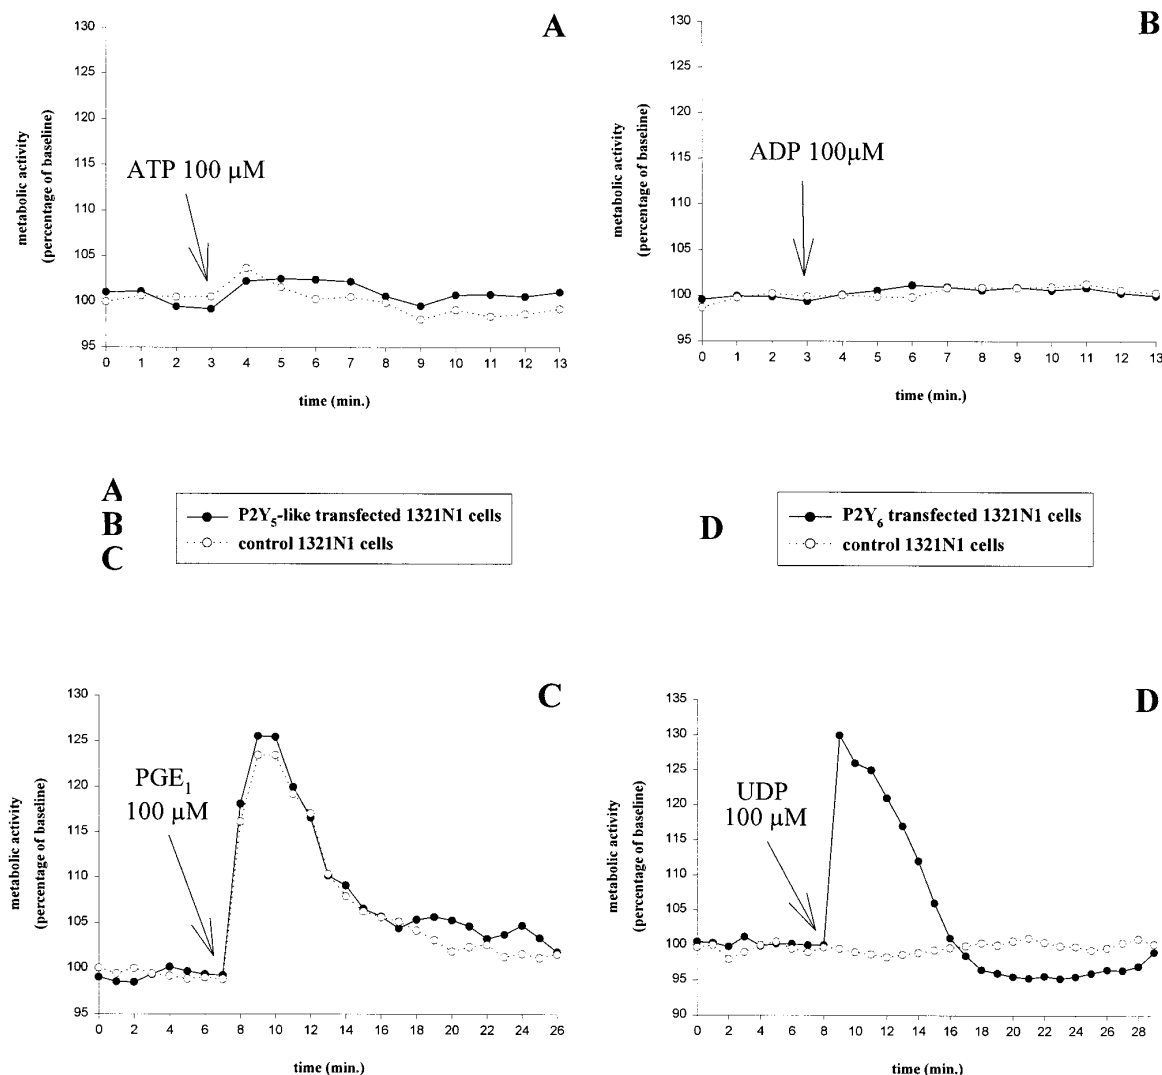 A
130
125
120
115
110
105
100
95
metabolic activity
(percentage of baseline)
ATP 100 μM
0 1 2 3 4 5 6 7 8 9 10 11 12 13
time (min.)
B
130
125
120
115
110
105
100
95
metabolic activity
(percentage of baseline)
ADP 100μM
0 1 2 3 4 5 6 7 8 9 10 11 12 13
time (min.)
A
B
C
P2Y5-like transfected 1321N1 cells
control 1321N1 cells
D
P2Y6 transfected 1321N1 cells
control 1321N1 cells
C
130
125
120
115
110
105
100
95
metabolic activity
(percentage of baseline)
PGE1
100 μM
0 2 4 6 8 10 12 14 16 18 20 22 24 26
time (min.)
D
135
130
125
120
115
110
105
100
95
90
metabolic activity
(percentage of baseline)
UDP
100 μM
0 2 4 6 8 10 12 14 16 18 20 22 24 26 28
time (min.)